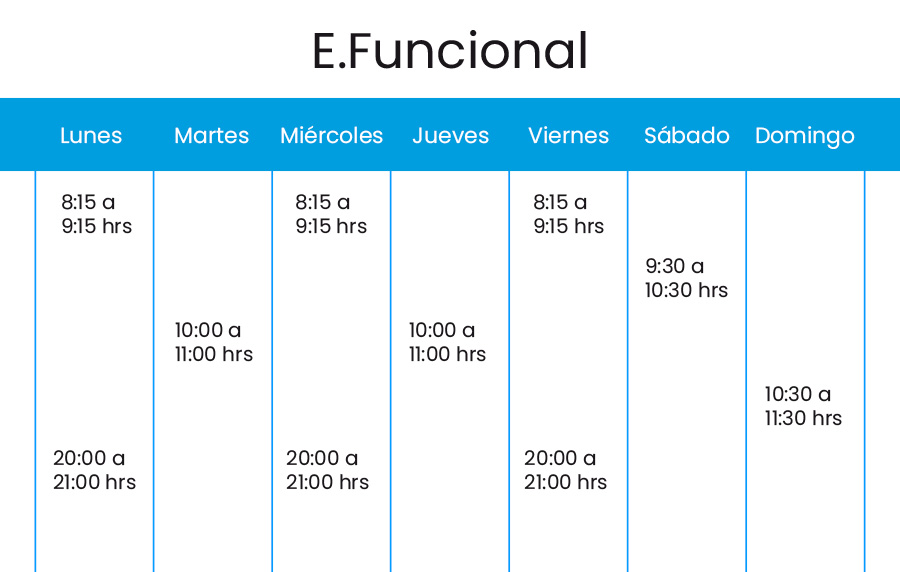 E.Funcional
Lunes Martes Miércoles Jueves Viernes Sábado Domingo
8:15 a 8:15 a 8:15 a
9:15 hrs 9:15 hrs 9:15 hrs
9:30 a
10:30 hrs
10:00 a 10:00 a
11:00 hrs 11:00 hrs
10:30 a
11:30 hrs
20:00 a 20:00 a 20:00 a
21:00 hrs 21:00 hrs 21:00 hrs